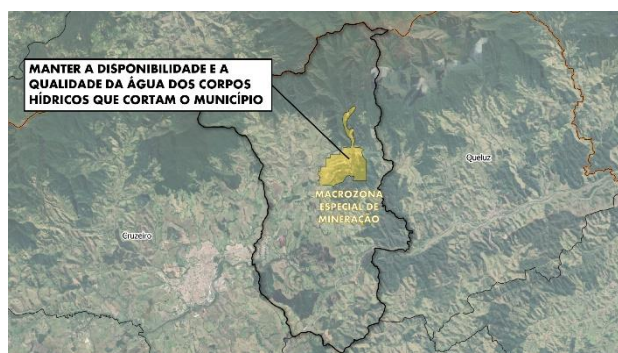 MANTER A DISPONIBILIDADE E A
QUALIDADE DA ÁGUA DOS CORPOS
HÍDRICOS QUE CORTAM O MUNICÍPIO
Queluz
MACROZONA
ESPECIAL DE
MINERAÇÃO
Cruzeiro